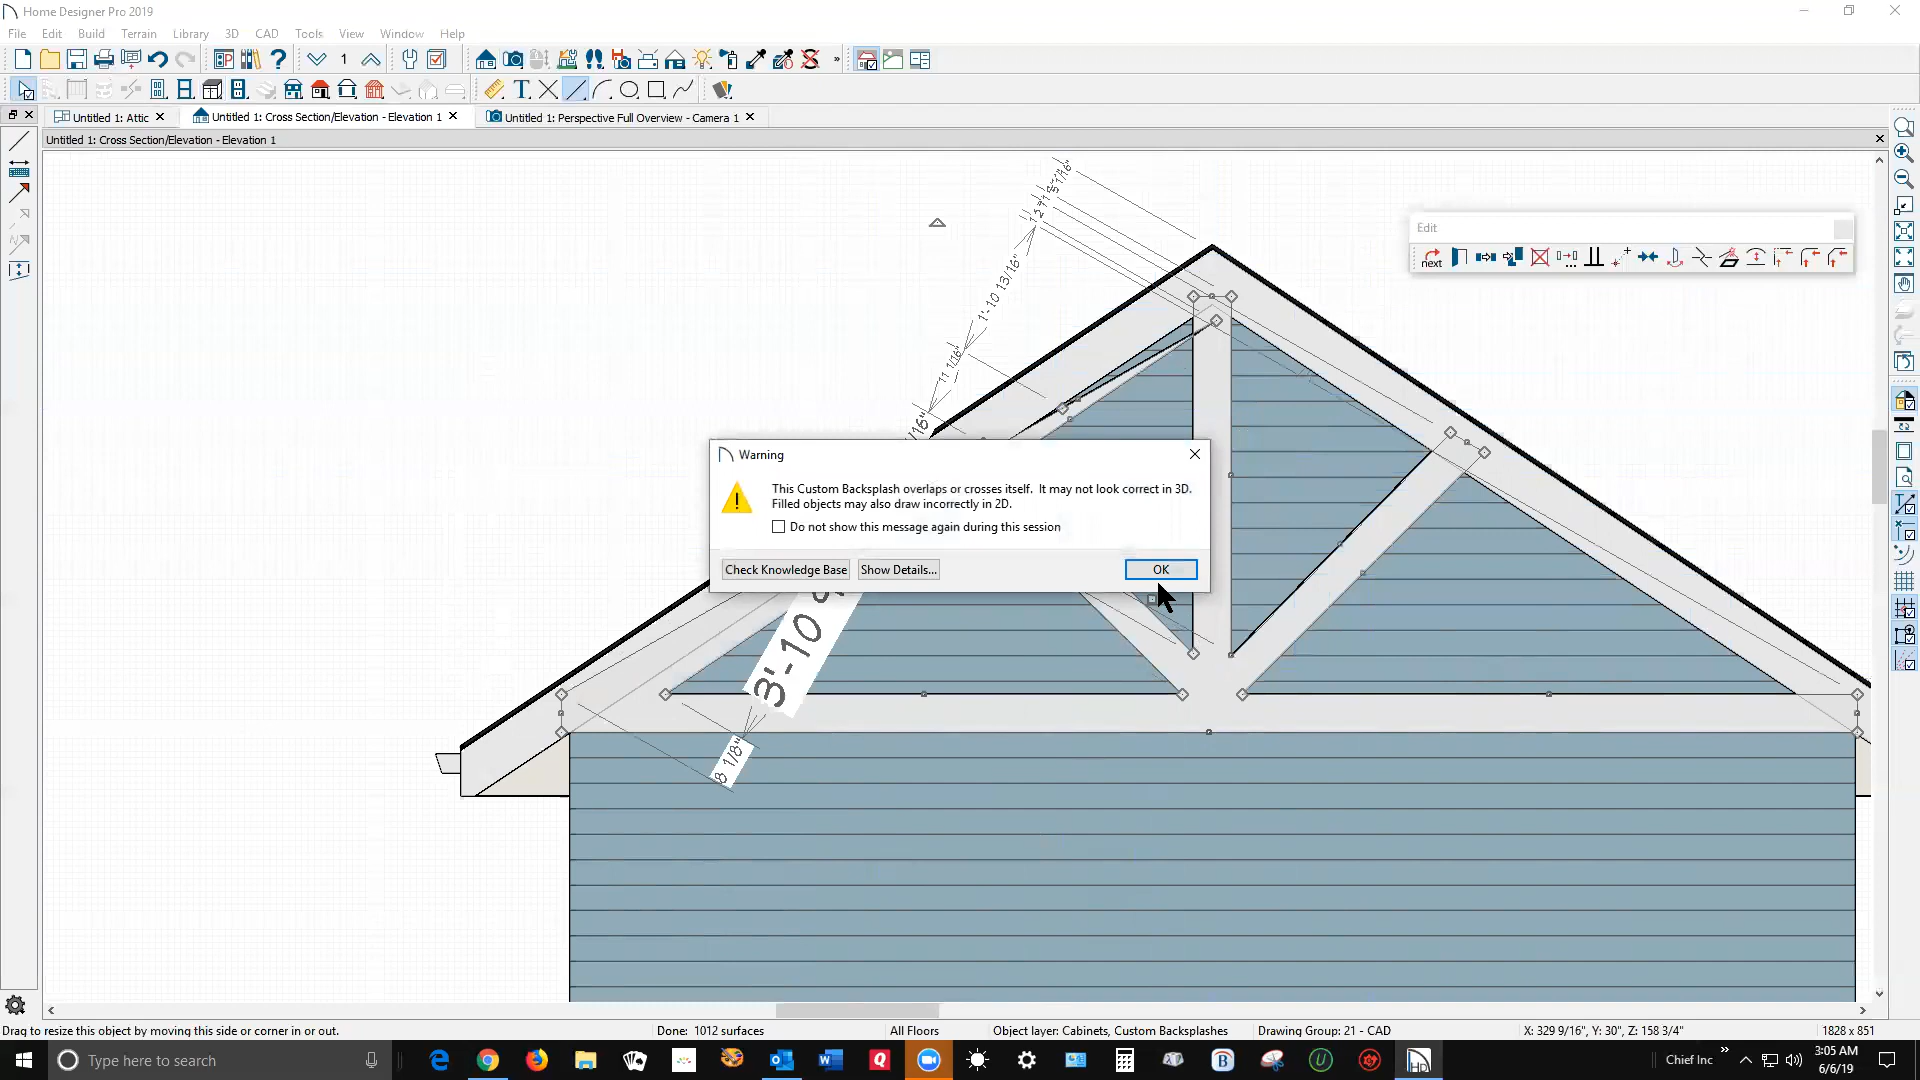 Home Designer Pro 2019
File Edit Build Terrain Library 3D CAD Tools View Window Help
1
Untitled 1: Attic
Untitled 1: Cross Section/Elevation - Elevation 1
Untitled 1: Perspective Full Overview - Camera 1
Untitled 1: Cross Section/Elevation - Elevation 1
1'-10 13/16"
11 1/16"
Edit
next
Warning
This Custom Backsplash overlaps or crosses itself. It may not look correct in 3D.
Filled objects may also draw incorrectly in 2D.
Do not show this message again during this session
Check Knowledge Base
Show Details...
OK
3'-10
8 1/8"
Drag to resize this object by moving this side or corner in or out.
Done: 1012 surfaces
All Floors
Object layer: Cabinets, Custom Backsplashes
Drawing Group: 21 - CAD
X: 329 9/16", Y: 30", Z: 158 3/4"
1828 x 851
Type here to search
Chief Inc
3:05 AM
6/6/19